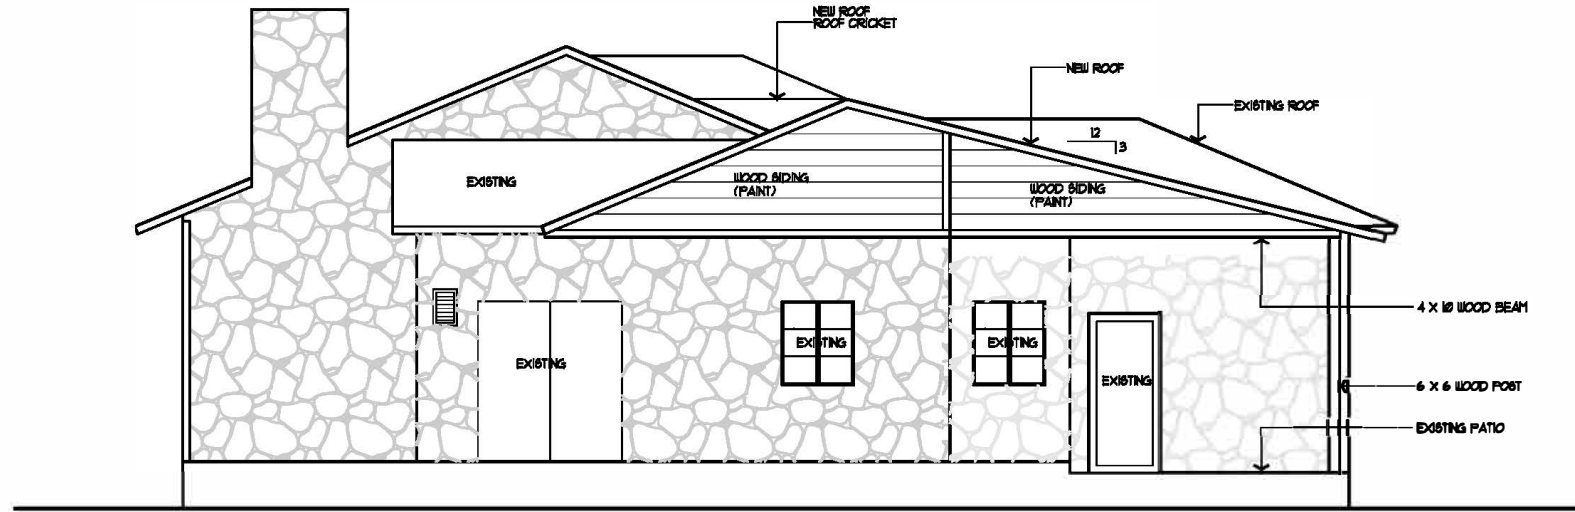 NEW ROOF
ROOF CRICKET
NEW ROOF
EXISTING ROOF
12
3
EXISTING
WOOD SIDING
(PAINT)
WOOD SIDING
(PAINT)
4 X 10 WOOD BEAM
EXISTING
EXISTING
EXISTING
EXISTING
6 X 6 WOOD POST
EXISTING PATIO